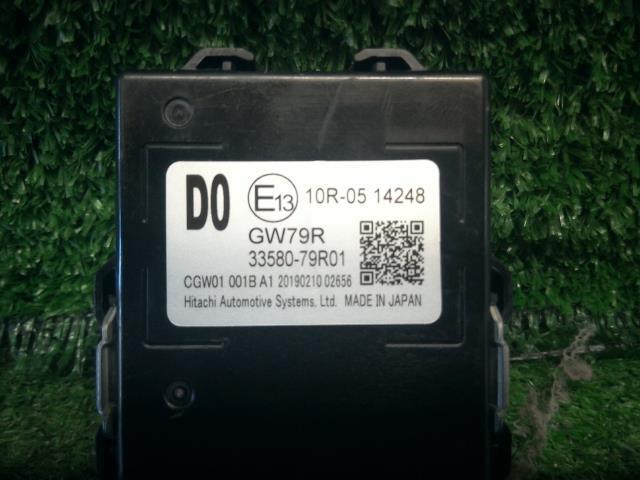 D0 E13 10R-05 14248
GW79R
33580-79R01
CGW01 001B A1 20190210 02656
Hitachi Automotive Systems, Ltd. MADE IN JAPAN